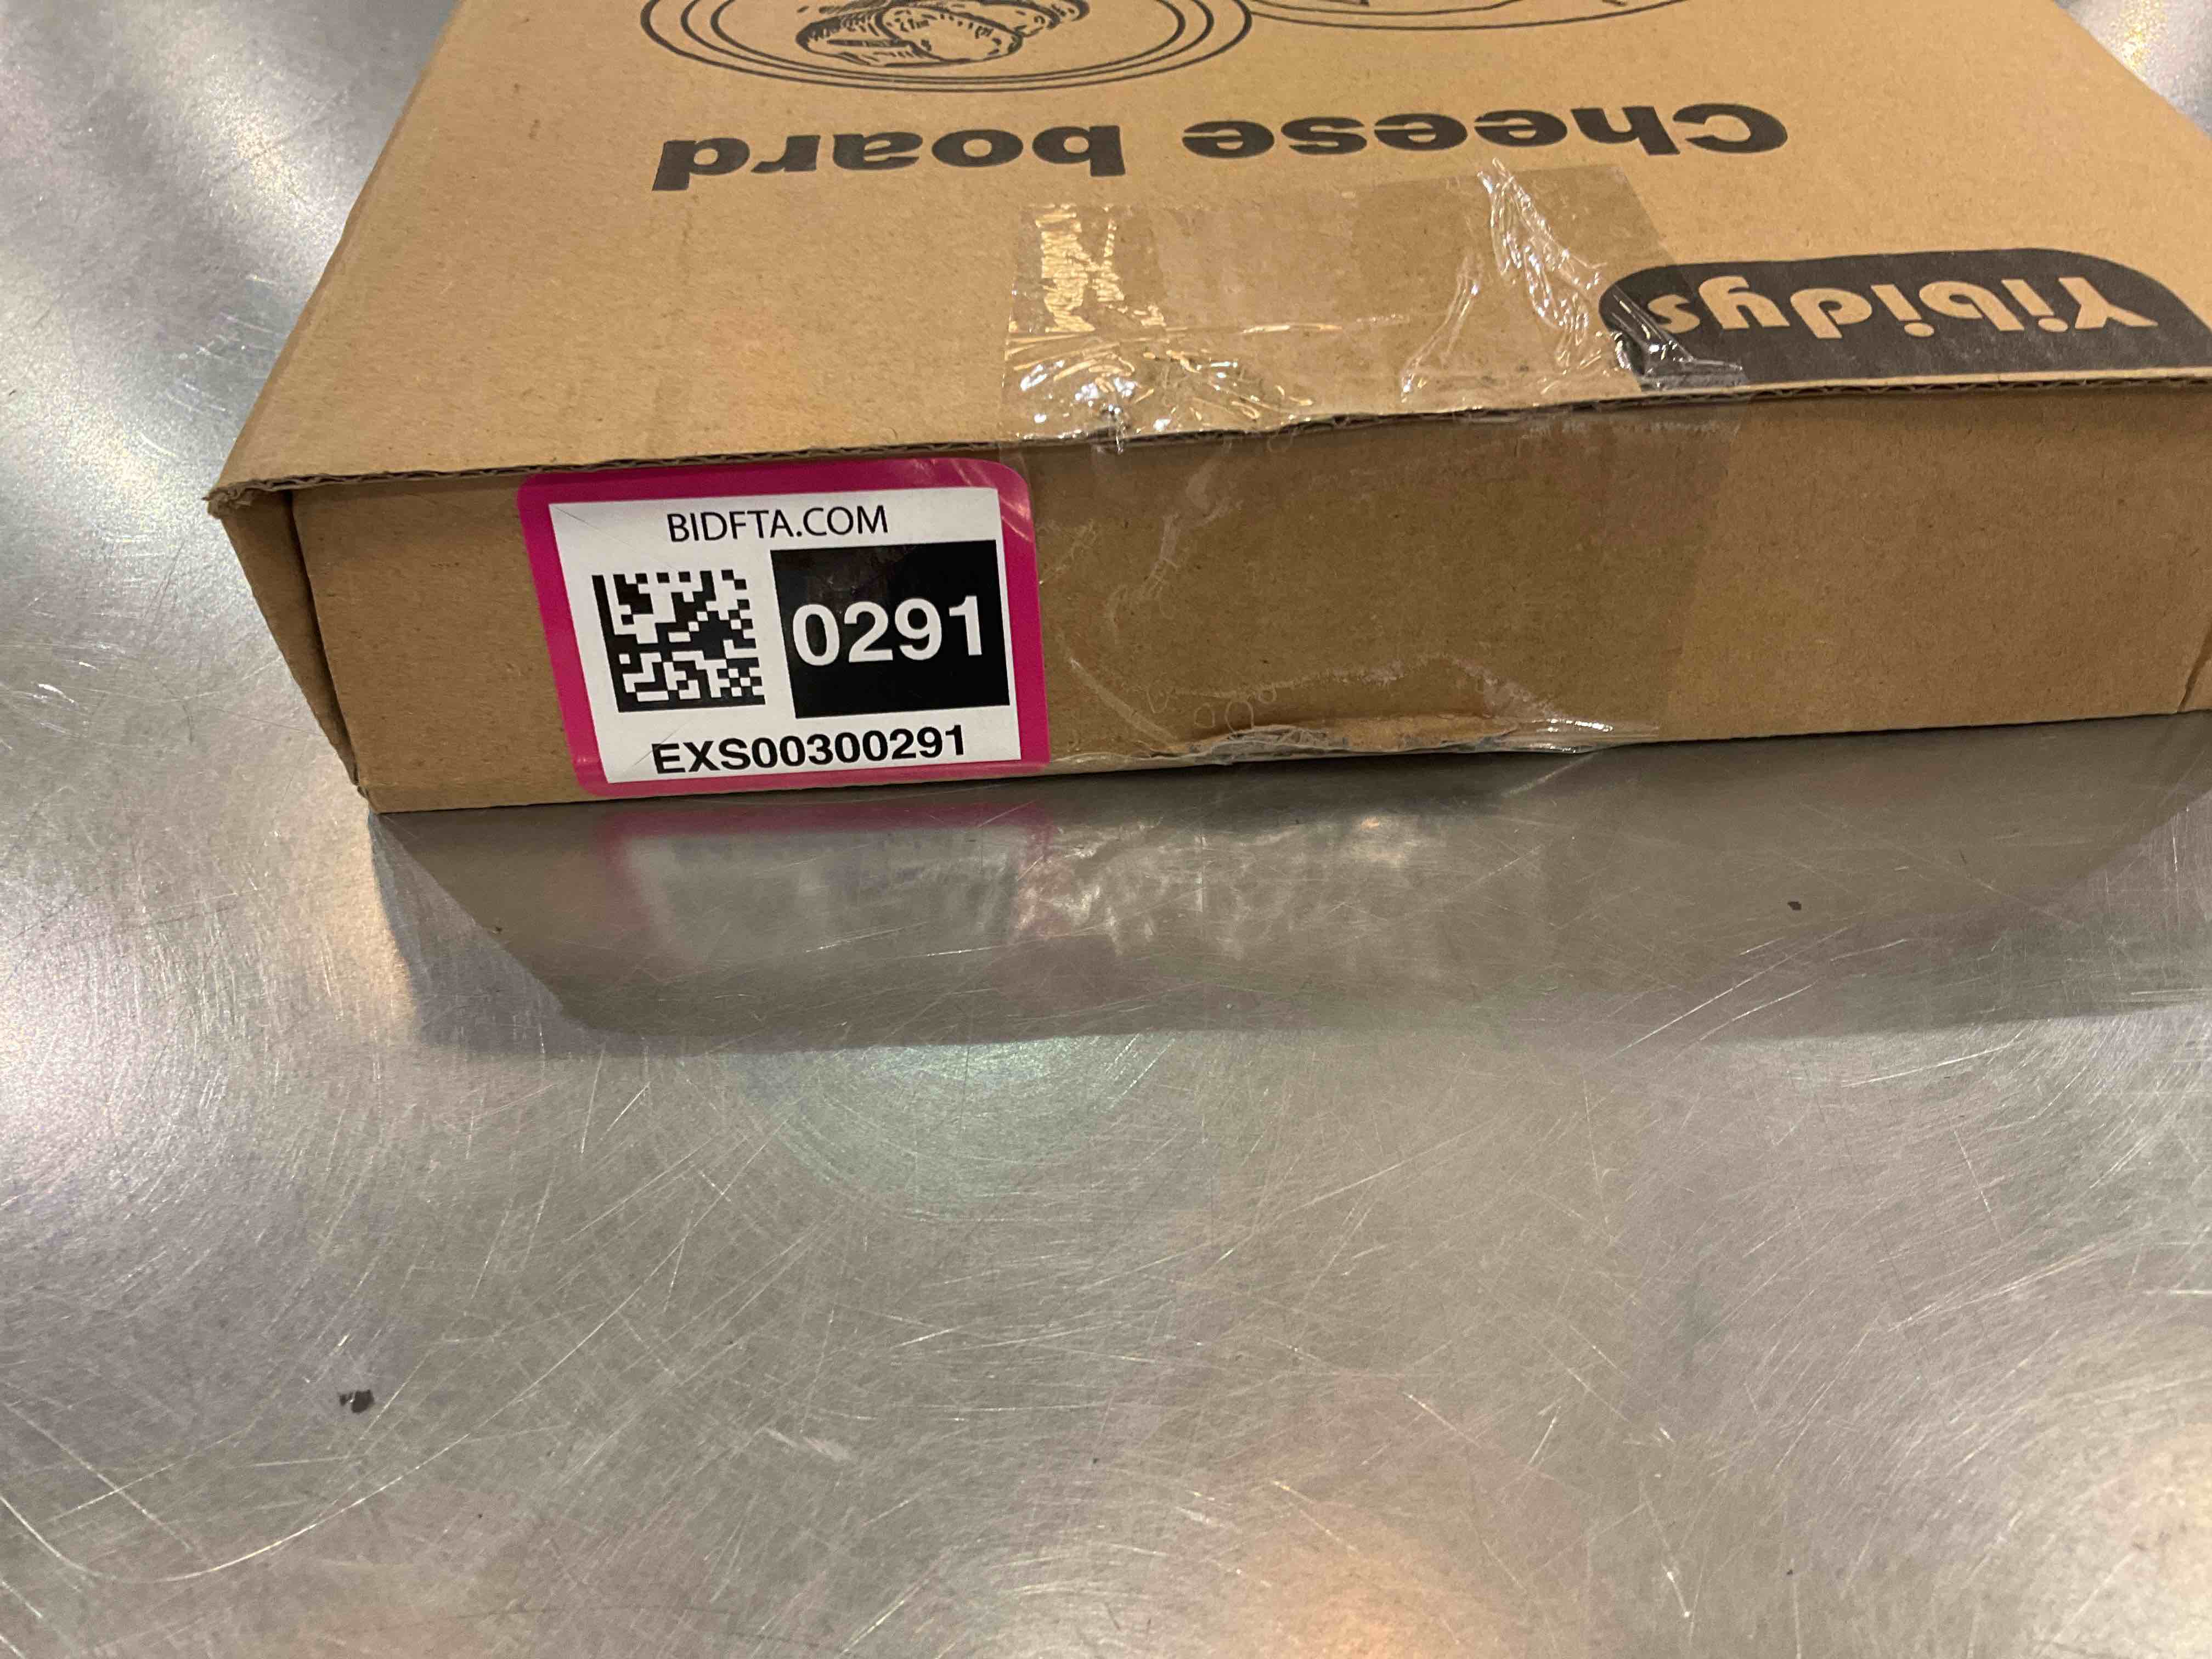 Yibidys
Cheese board
BIDFTA.COM
0291
EXS00300291